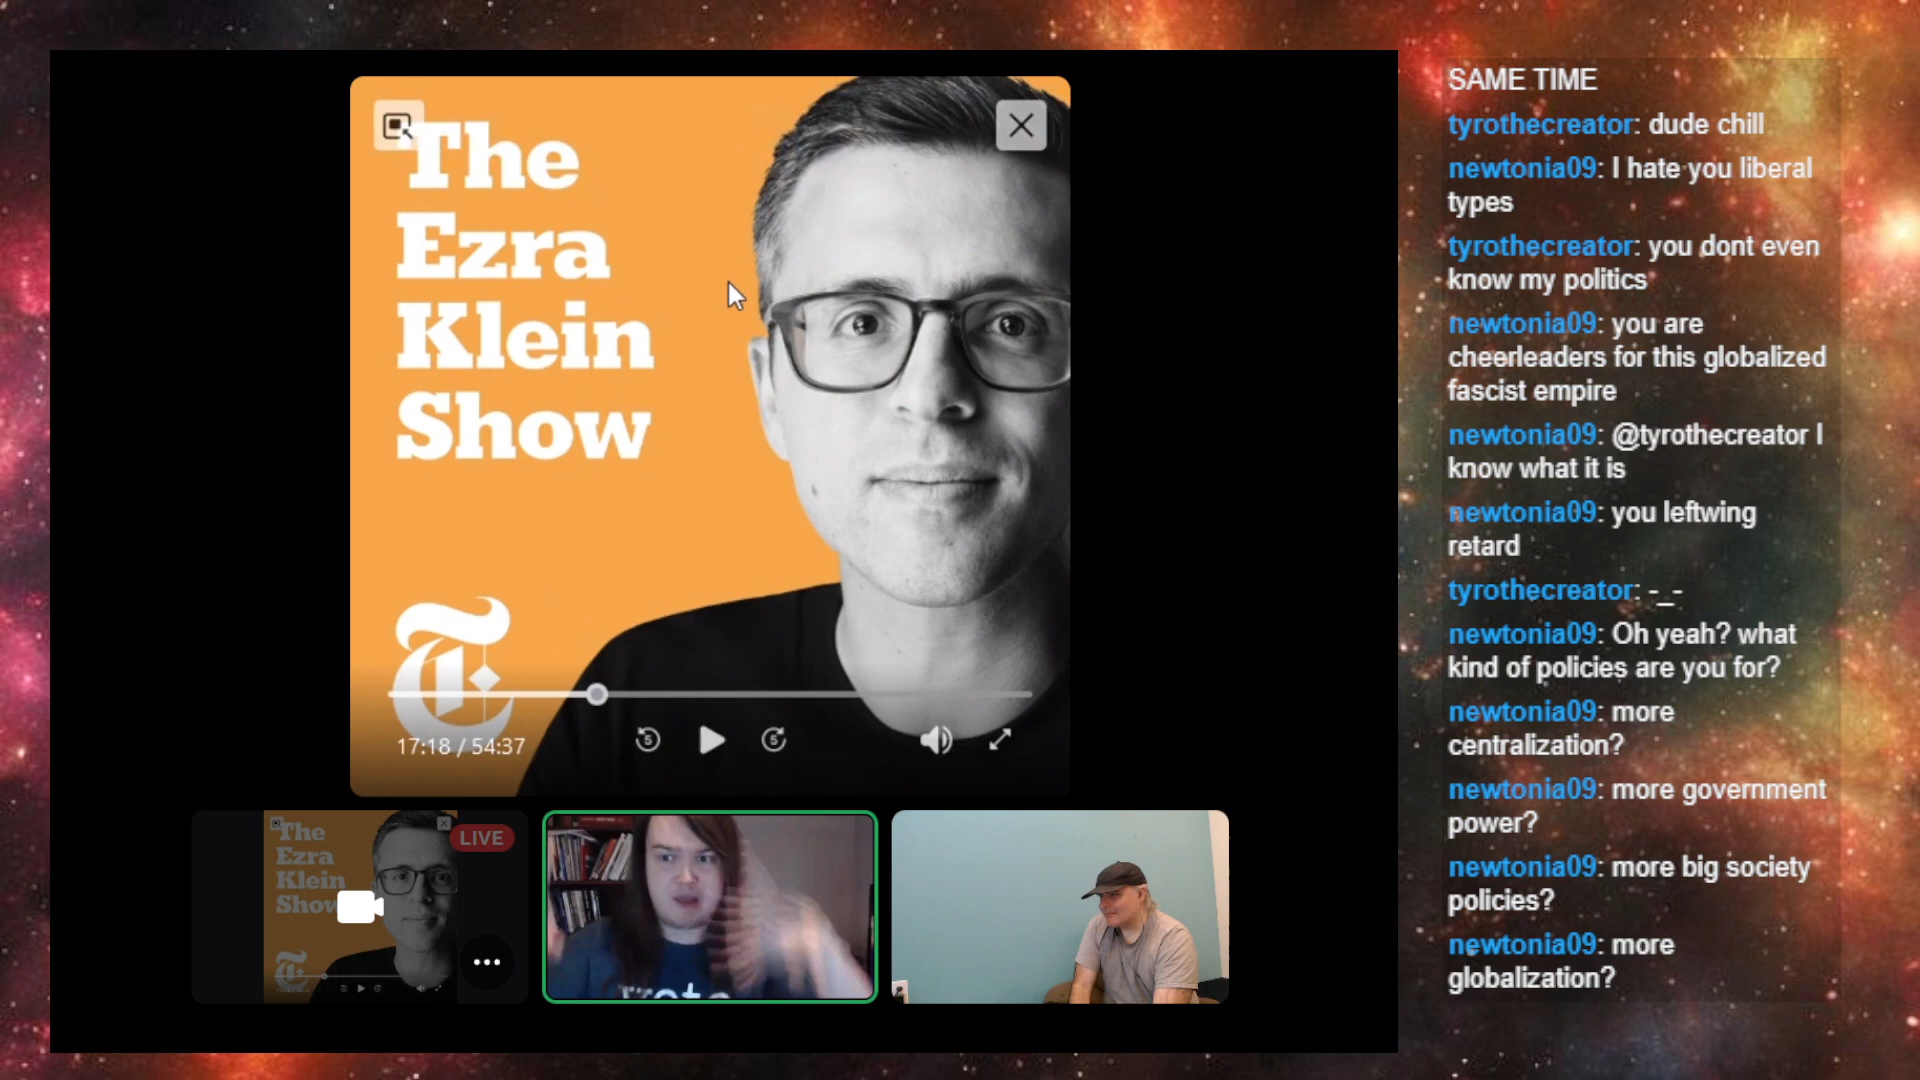 The
Ezra
Klein
Show
17:18 / 54:37
5
5
The
Ezra
Klein
Show
LIVE
SAME TIME
tyrothecreator: dude chill
newtonia09: I hate you liberal
types
tyrothecreator: you dont even
know my politics
newtonia09: you are
cheerleaders for this globalized
fascist empire
newtonia09: @tyrothecreator I
know what it is
newtonia09: you leftwing
retard
tyrothecreator: -_-
newtonia09: Oh yeah? what
kind of policies are you for?
newtonia09: more
centralization?
newtonia09: more government
power?
newtonia09: more big society
policies?
newtonia09: more
globalization?